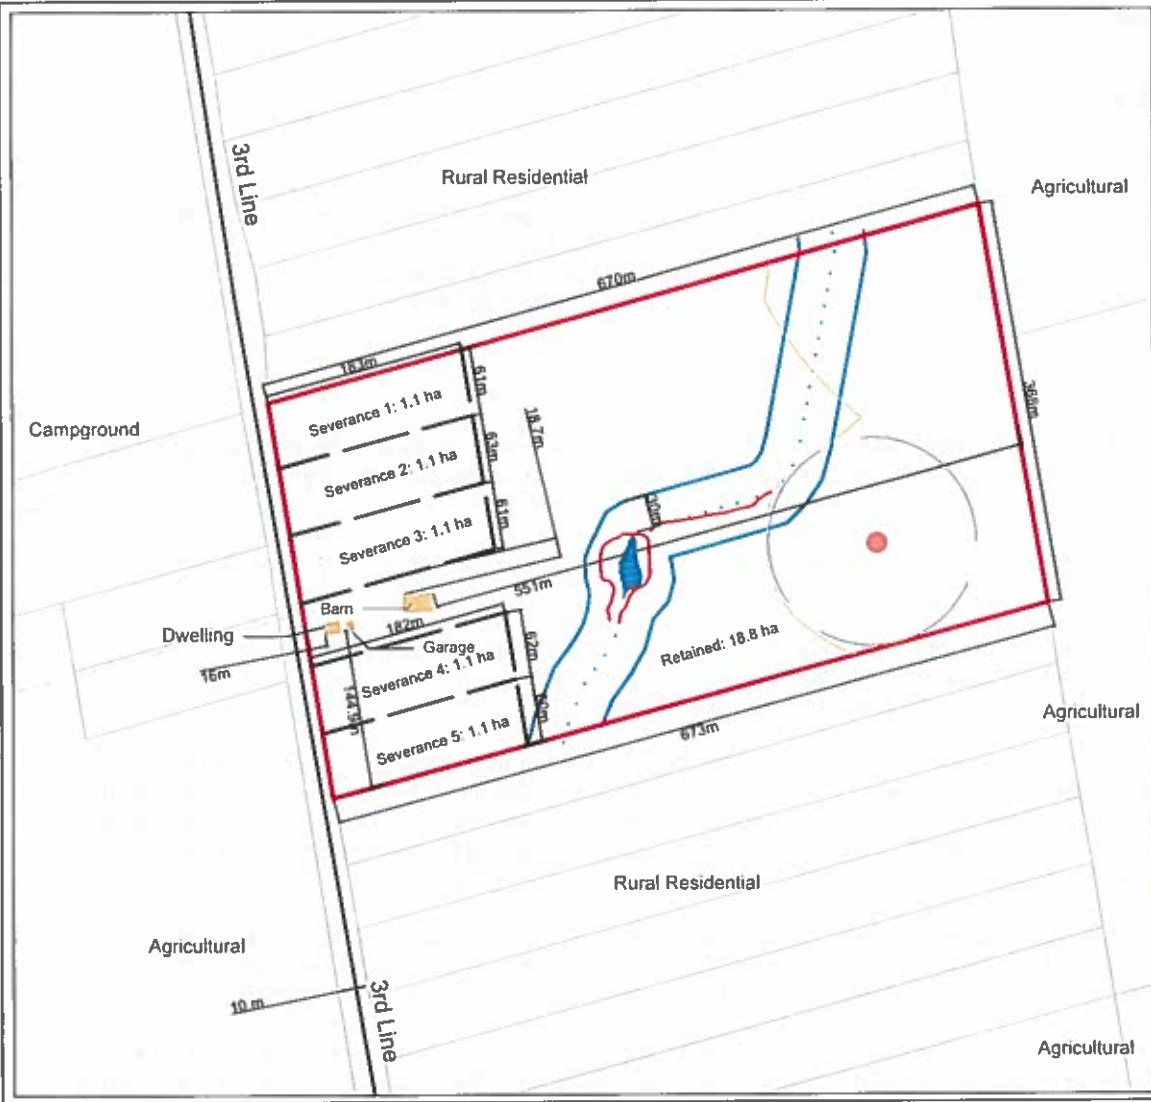 3rd Line
Rural Residential
Agricultural
670m
183m
61m
Severance 1: 1.1 ha
368m
18.7m
Campground
63m
Severance 2: 1.1 ha
61m
30m
Severance 3: 1.1 ha
551m
Barn
182m
Dwelling
Garage
62m
Retained: 18.8 ha
16m
Severance 4: 1.1 ha
Agricultural
Severance 5: 1.1 ha
673m
Rural Residential
Agricultural
10 m
3rd Line
Agricultural